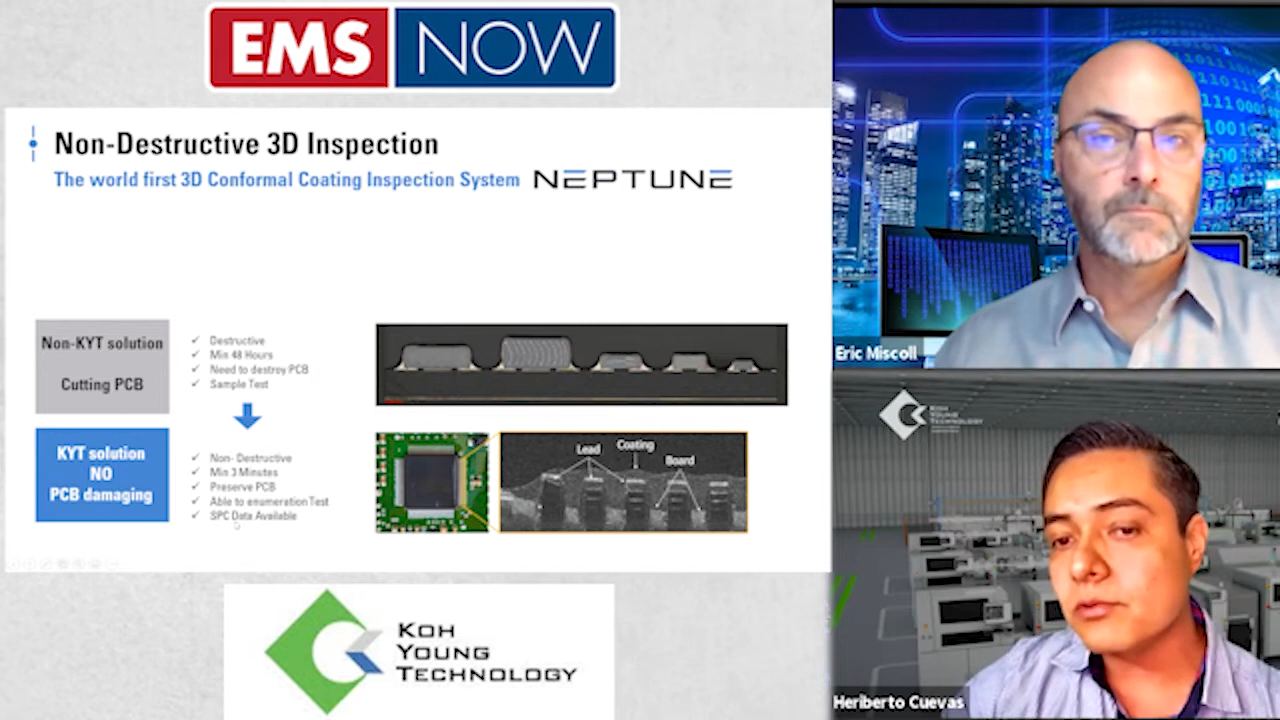 EMS NOW
Non-Destructive 3D Inspection
The world first 3D Conformal Coating Inspection System NEPTUNE
Non-KYT solution
Cutting PCB
✓ Destructive
✓ Min 48 Hours
✓ Need to destroy PCB
✓ Sample Test
KYT solution
NO
PCB damaging
✓ Non- Destructive
✓ Min 3 Minutes
✓ Preserve PCB
✓ Able to enumeration Test
✓ SPC Data Available
Lead
Coating
Board
KOH
YOUNG
TECHNOLOGY
Eric Miscoll
KOH
YOUNG
TECHNOLOGY
Heriberto Cuevas